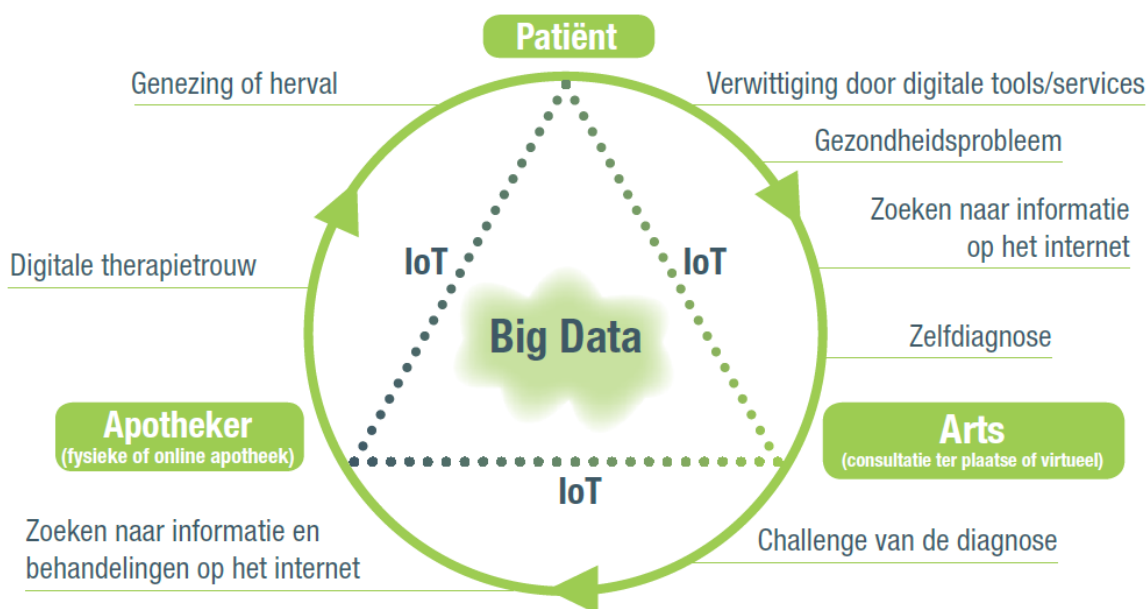 Patiënt
Genezing of herval
Verwittiging door digitale tools/services
Gezondheidsprobleem
Zoeken naar informatie
op het internet
IoT
IoT
Digitale therapietrouw
Big Data
Zelfdiagnose
Apotheker
(fysieke of online apotheek)
Arts
(consultatie ter plaatse of virtueel)
IoT
Zoeken naar informatie en
behandelingen op het internet
Challenge van de diagnose